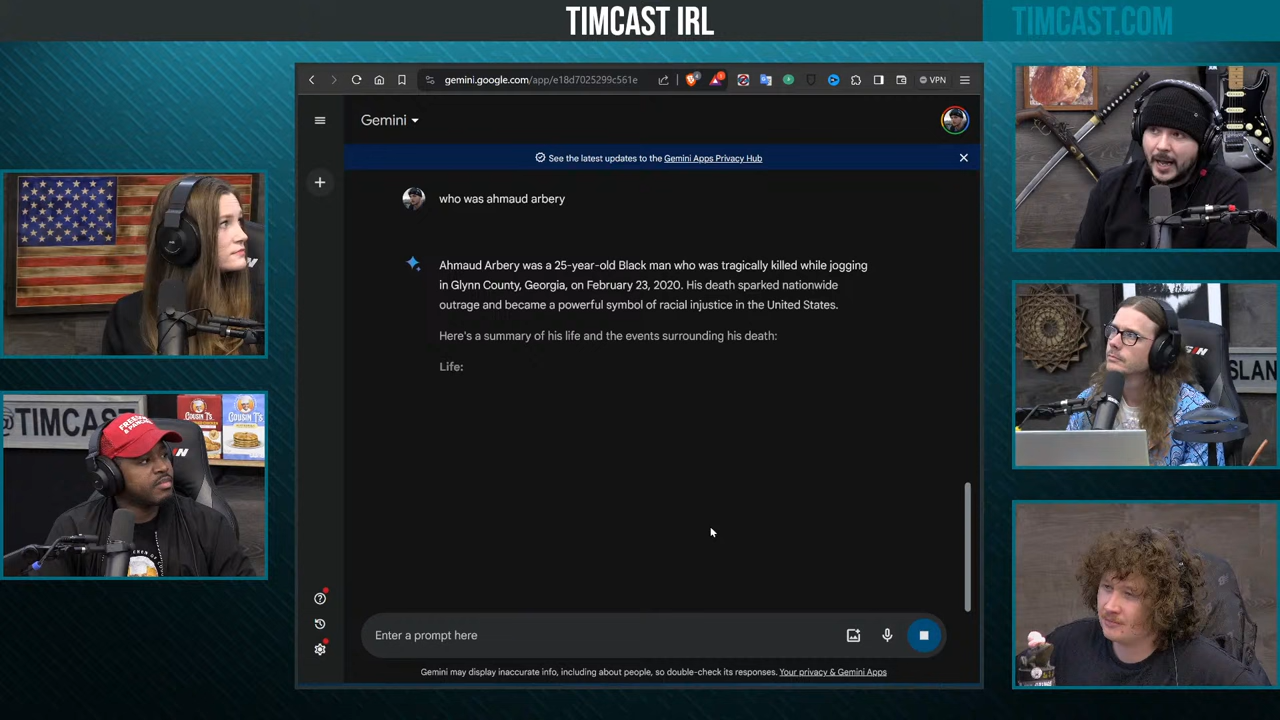 TIMCAST IRL
TIMCAST.COM
gemini.google.com/app/e18d7025299c561e
VPN
Gemini
See the latest updates to the Gemini Apps Privacy Hub
who was ahmaud arbery
Ahmaud Arbery was a 25-year-old Black man who was tragically killed while jogging
in Glynn County, Georgia, on February 23, 2020. His death sparked nationwide
outrage and became a powerful symbol of racial injustice in the United States.
Here's a summary of his life and the events surrounding his death:
Life:
Enter a prompt here
Gemini may display inaccurate info, including about people, so double-check its responses. Your privacy & Gemini Apps
@TIMCAST
COUSIN T'S